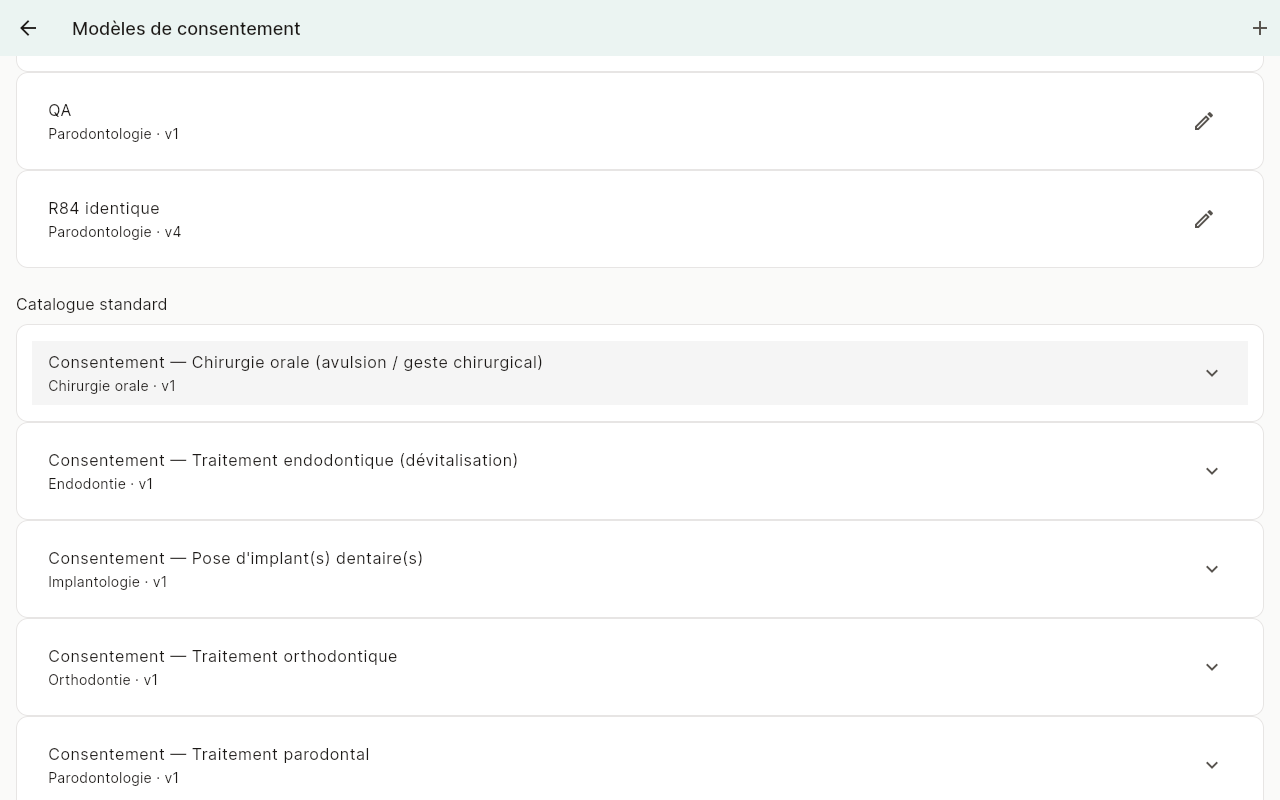 Modèles de consentement
QA
Parodontologie · v1
R84 identique
Parodontologie · v4
Catalogue standard
Consentement — Chirurgie orale (avulsion / geste chirurgical)
Chirurgie orale · v1
Consentement — Traitement endodontique (dévitalisation)
Endodontie · v1
Consentement — Pose d'implant(s) dentaire(s)
Implantologie · v1
Consentement — Traitement orthodontique
Orthodontie · v1
Consentement — Traitement parodontal
Parodontologie · v1